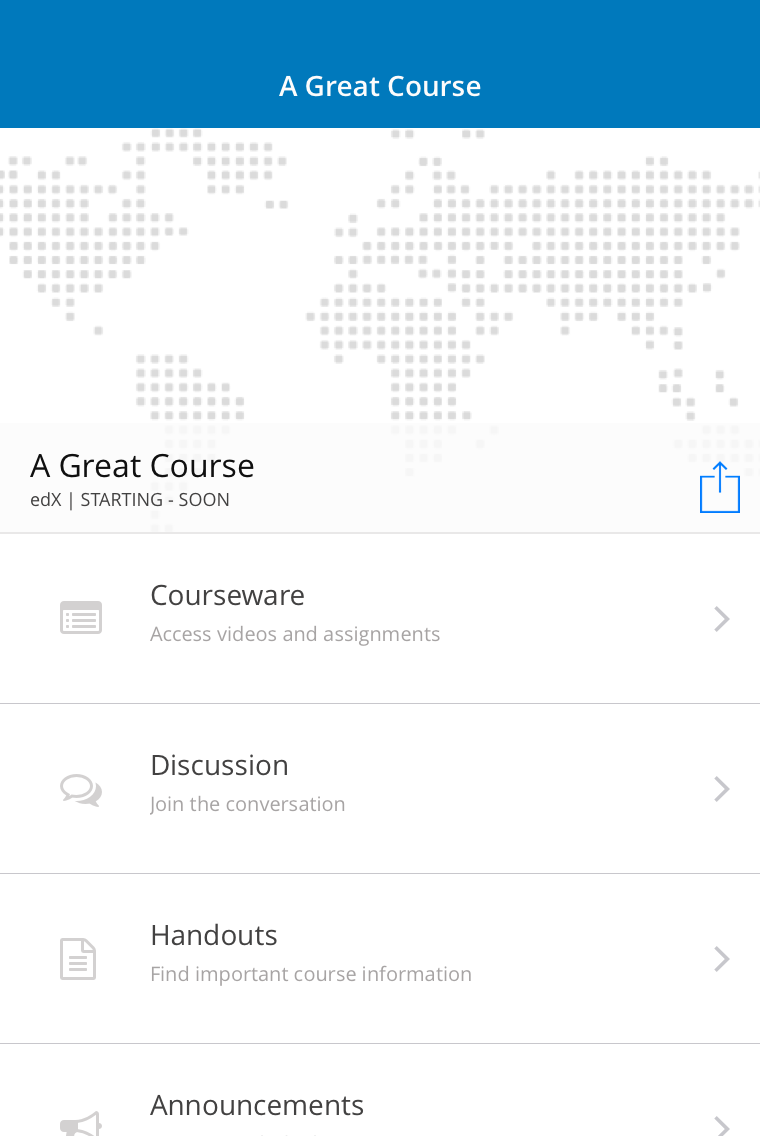 A Great Course
A Great Course
edX | STARTING - SOON
Courseware
Access videos and assignments
Discussion
Join the conversation
Handouts
Find important course information
Announcements